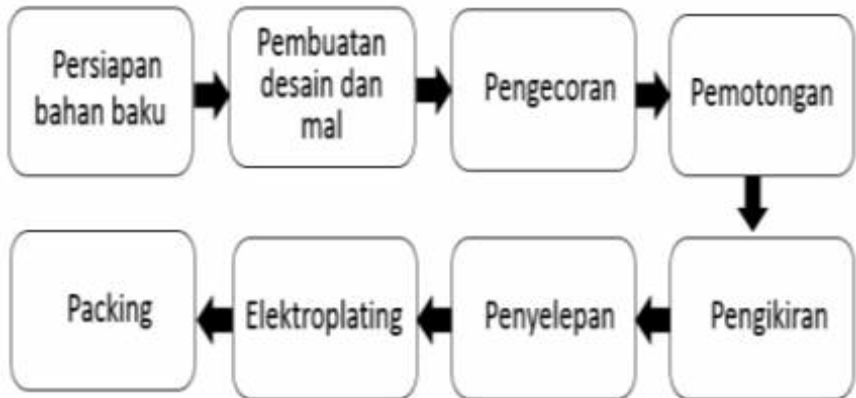 Persiapan
bahan baku
Pembuatan
desain dan
mal
Pengecoran
Pemotongan
Pengikiran
Penyelepan
Elektroplating
Packing